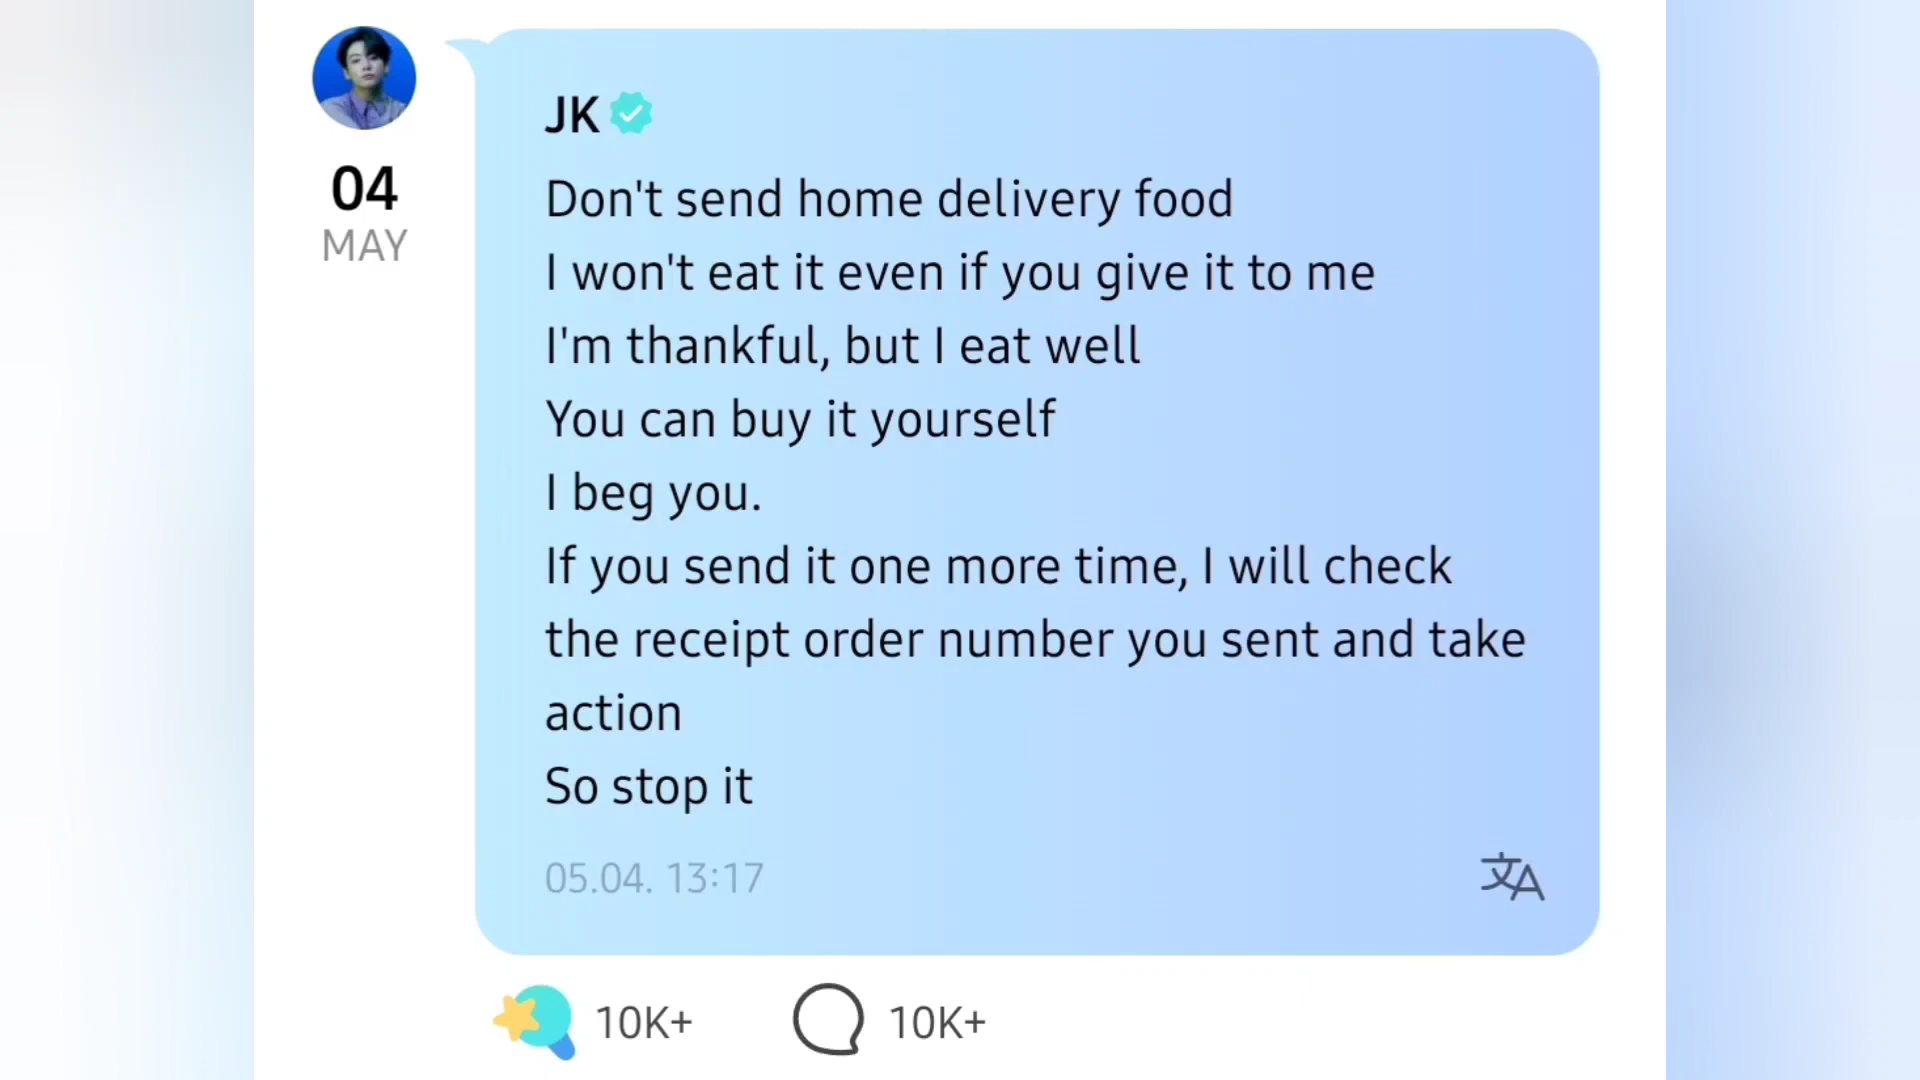 04
MAY
JK
Don't send home delivery food
I won't eat it even if you give it to me
I'm thankful, but I eat well
You can buy it yourself
I beg you.
If you send it one more time, I will check
the receipt order number you sent and take
action
So stop it
05.04. 13:17
10K+ 10K+